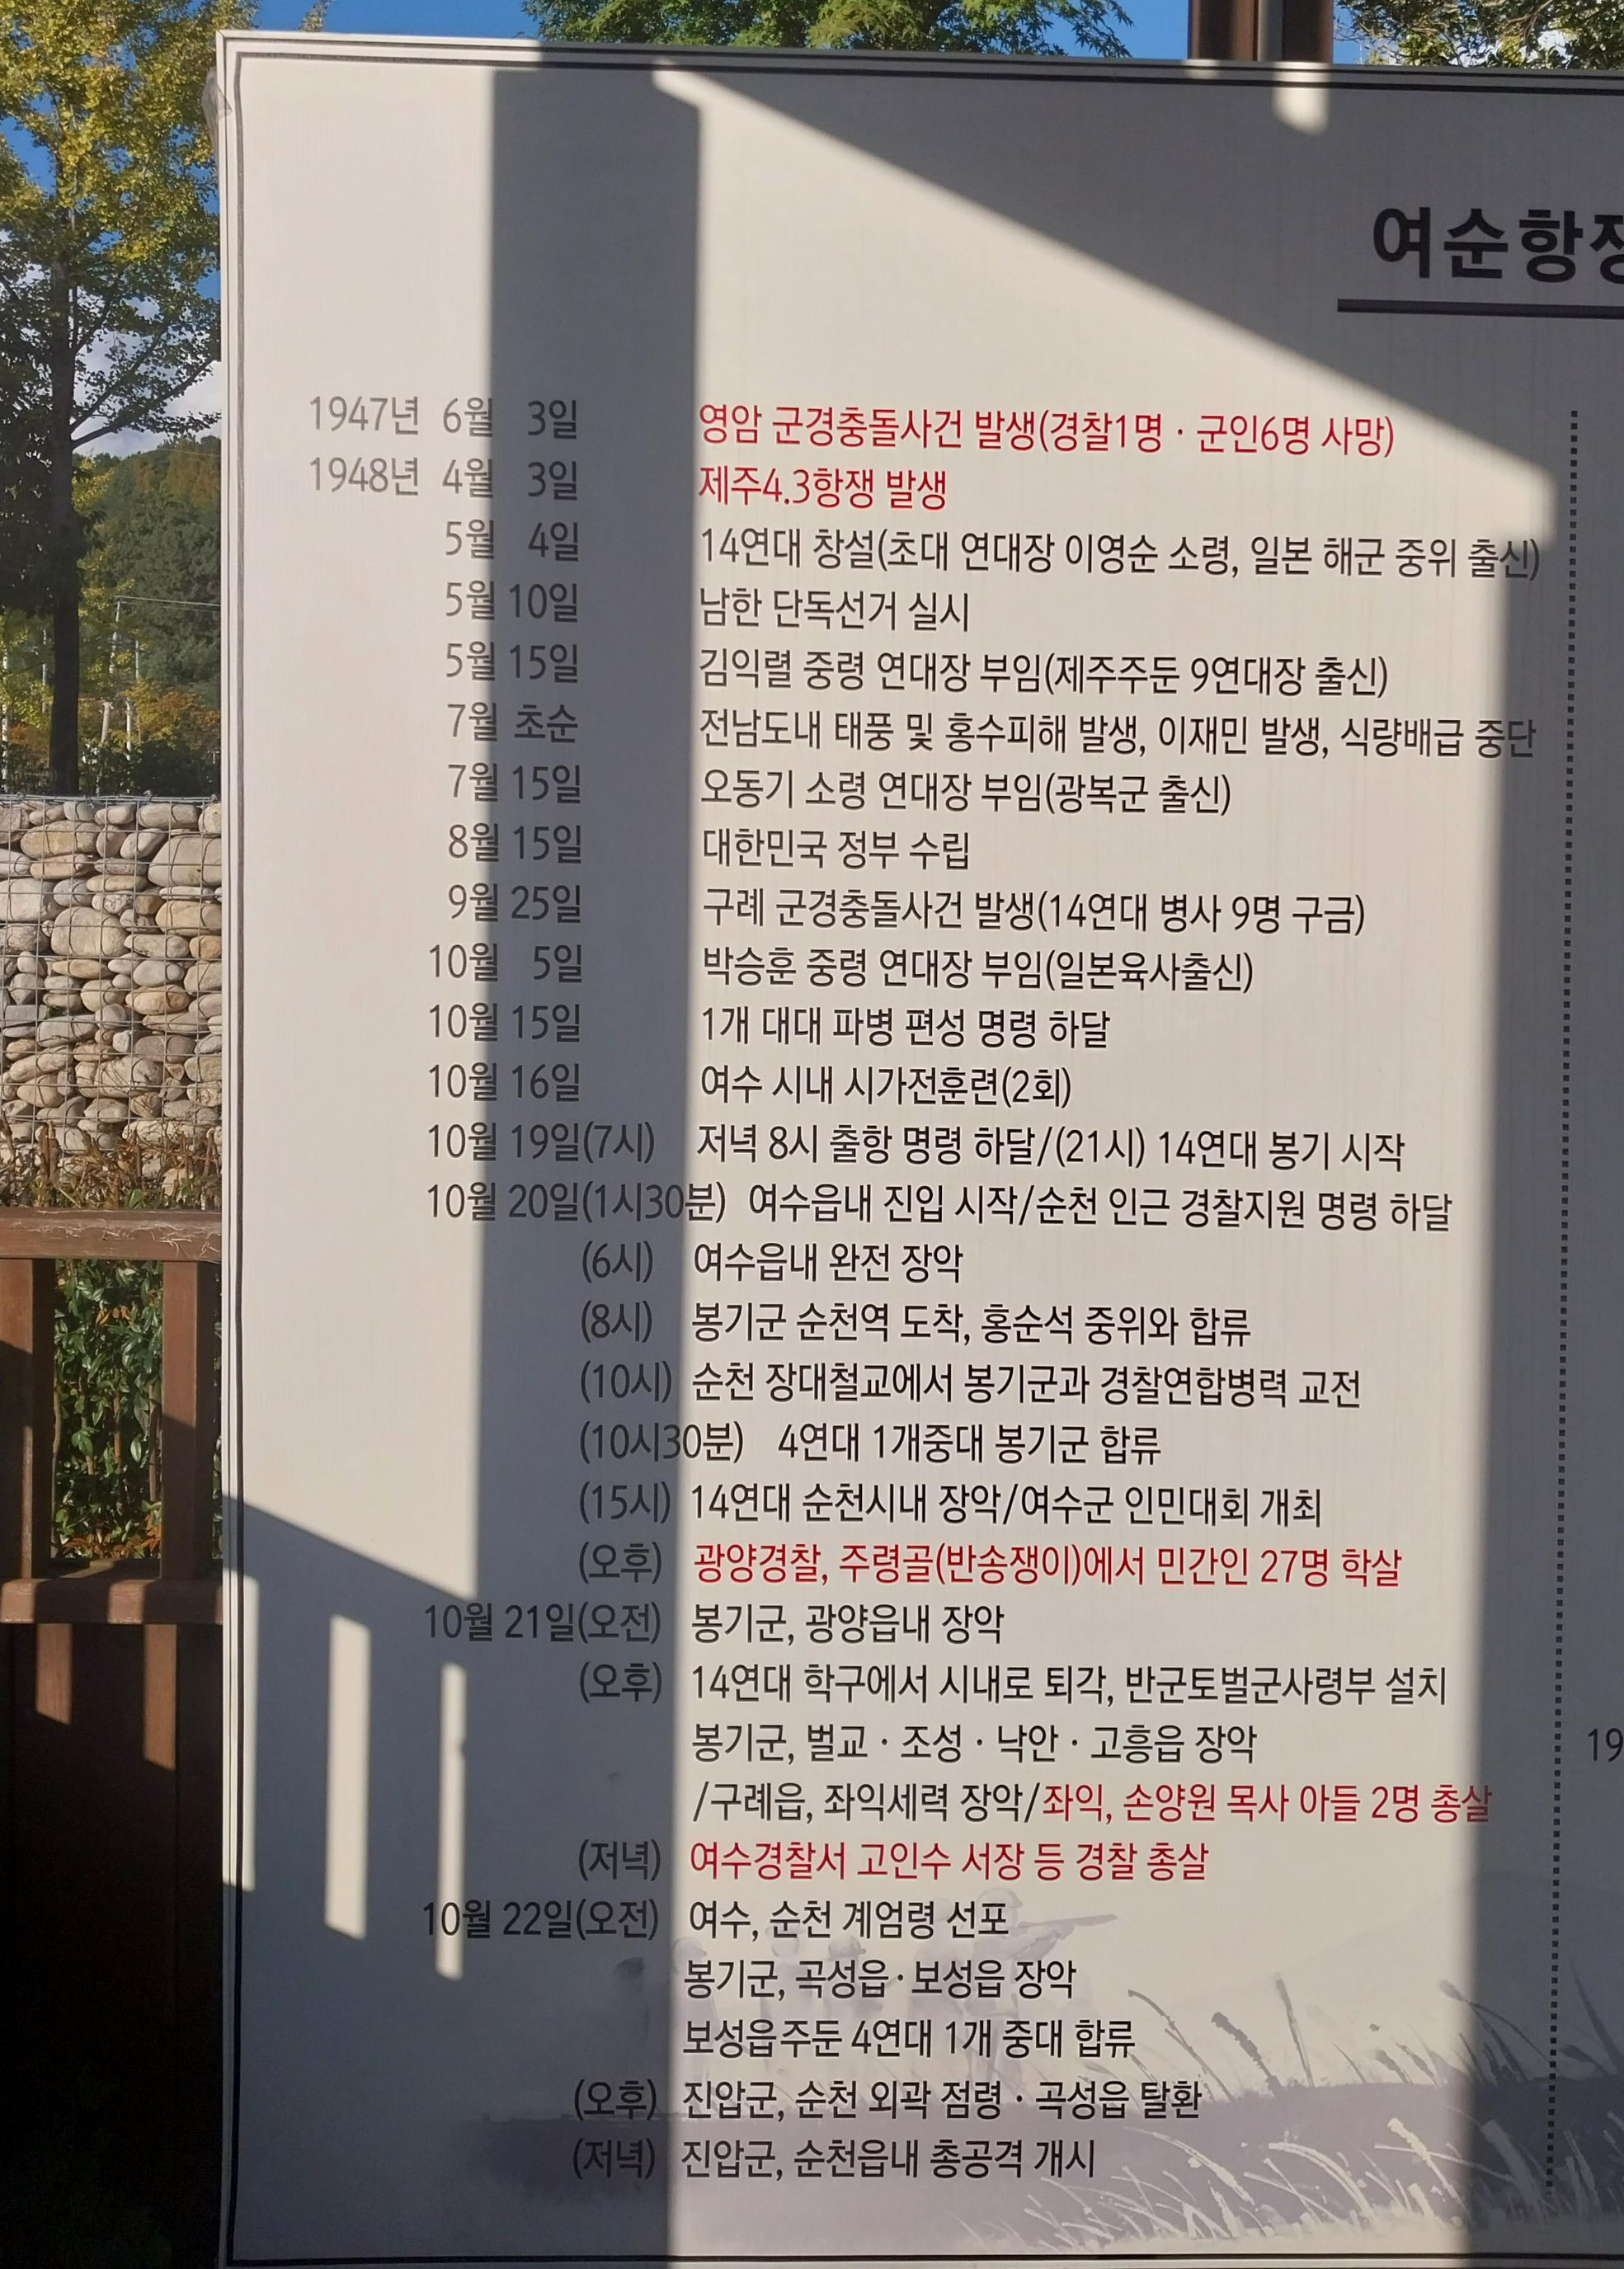 여순항쟁
1947년 6월 3일 영암 군경충돌사건 발생(경찰1명 · 군인6명 사망)
1948년 4월 3일 제주4.3항쟁 발생
5월 4일 14연대 창설(초대 연대장 이영순 소령, 일본 해군 중위 출신)
5월 10일 남한 단독선거 실시
5월 15일 김익렬 중령 연대장 부임(제주주둔 9연대장 출신)
7월 초순 전남도내 태풍 및 홍수피해 발생, 이재민 발생, 식량배급 중단
7월 15일 오동기 소령 연대장 부임(광복군 출신)
8월 15일 대한민국 정부 수립
9월 25일 구례 군경충돌사건 발생(14연대 병사 9명 구금)
10월 5일 박승훈 중령 연대장 부임(일본육사출신)
10월 15일 1개 대대 파병 편성 명령 하달
10월 16일 여수 시내 시가전훈련(2회)
10월 19일(7시) 저녁 8시 출항 명령 하달/(21시) 14연대 봉기 시작
10월 20일(1시30분) 여수읍내 진입 시작/순천 인근 경찰지원 명령 하달
(6시) 여수읍내 완전 장악
(8시) 봉기군 순천역 도착, 홍순석 중위와 합류
(10시) 순천 장대철교에서 봉기군과 경찰연합병력 교전
(10시30분) 4연대 1개중대 봉기군 합류
(15시) 14연대 순천시내 장악/여수군 인민대회 개최
(오후) 광양경찰, 주령골(반송쟁이)에서 민간인 27명 학살
10월 21일(오전) 봉기군, 광양읍내 장악
(오후) 14연대 학구에서 시내로 퇴각, 반군토벌군사령부 설치
봉기군, 벌교 · 조성 · 낙안 · 고흥읍 장악
/구례읍, 좌익세력 장악/좌익, 손양원 목사 아들 2명 총살
(저녁) 여수경찰서 고인수 서장 등 경찰 총살
10월 22일(오전) 여수, 순천 계엄령 선포
봉기군, 곡성읍·보성읍 장악
보성읍주둔 4연대 1개 중대 합류
(오후) 진압군, 순천 외곽 점령 · 곡성읍 탈환
(저녁) 진압군, 순천읍내 총공격 개시
19